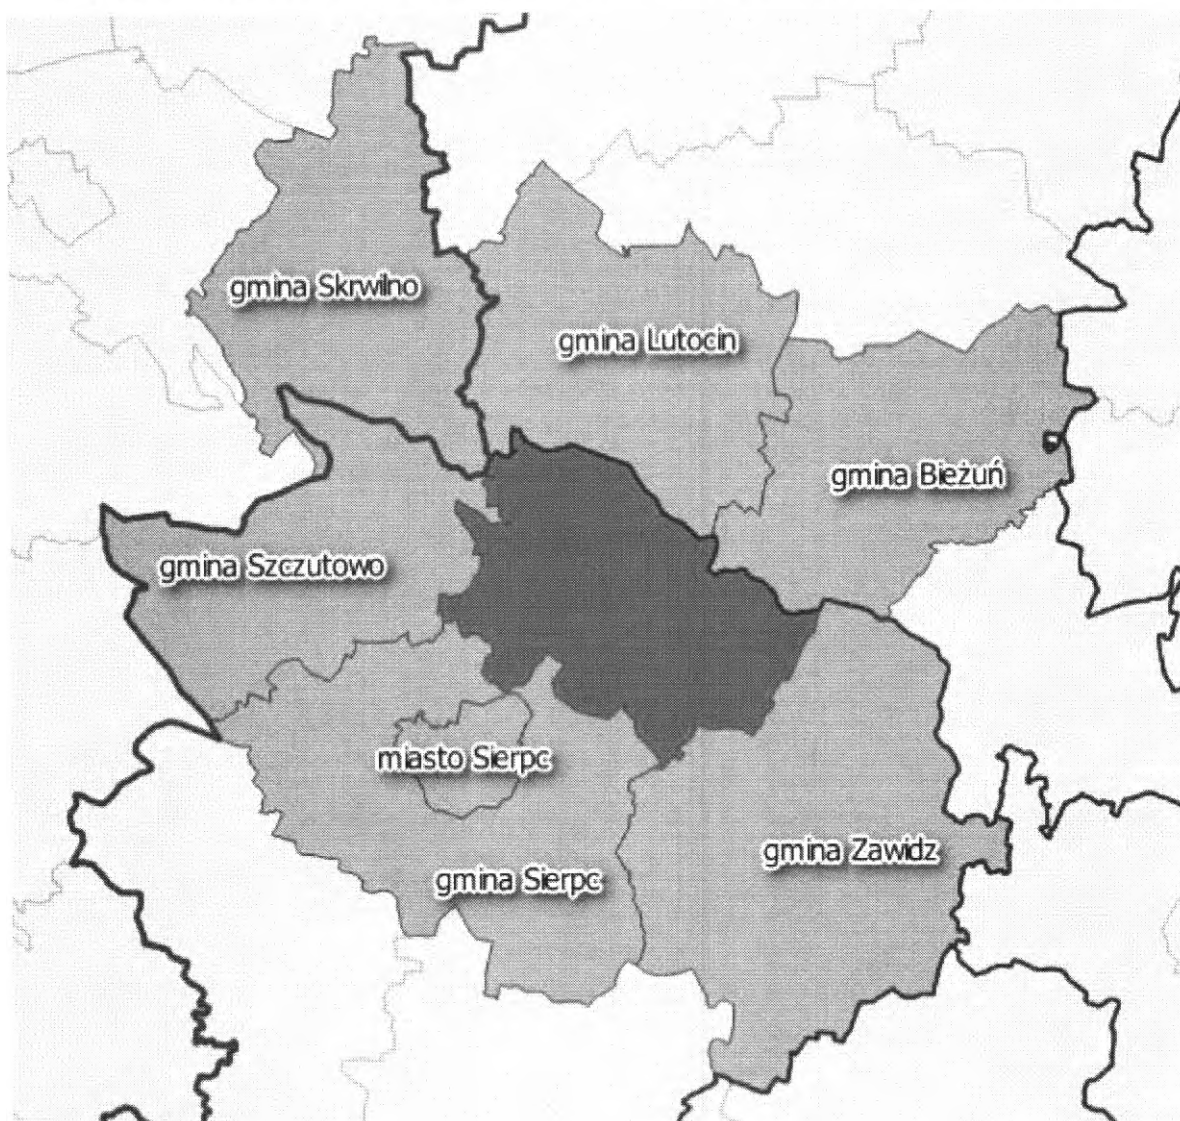 gmina Skrwilno
gmina Lutocin
gmina Bieżuń
gmina Szczutowo
miasto Sierpc
gmina Zawidz
gmina Sierpc